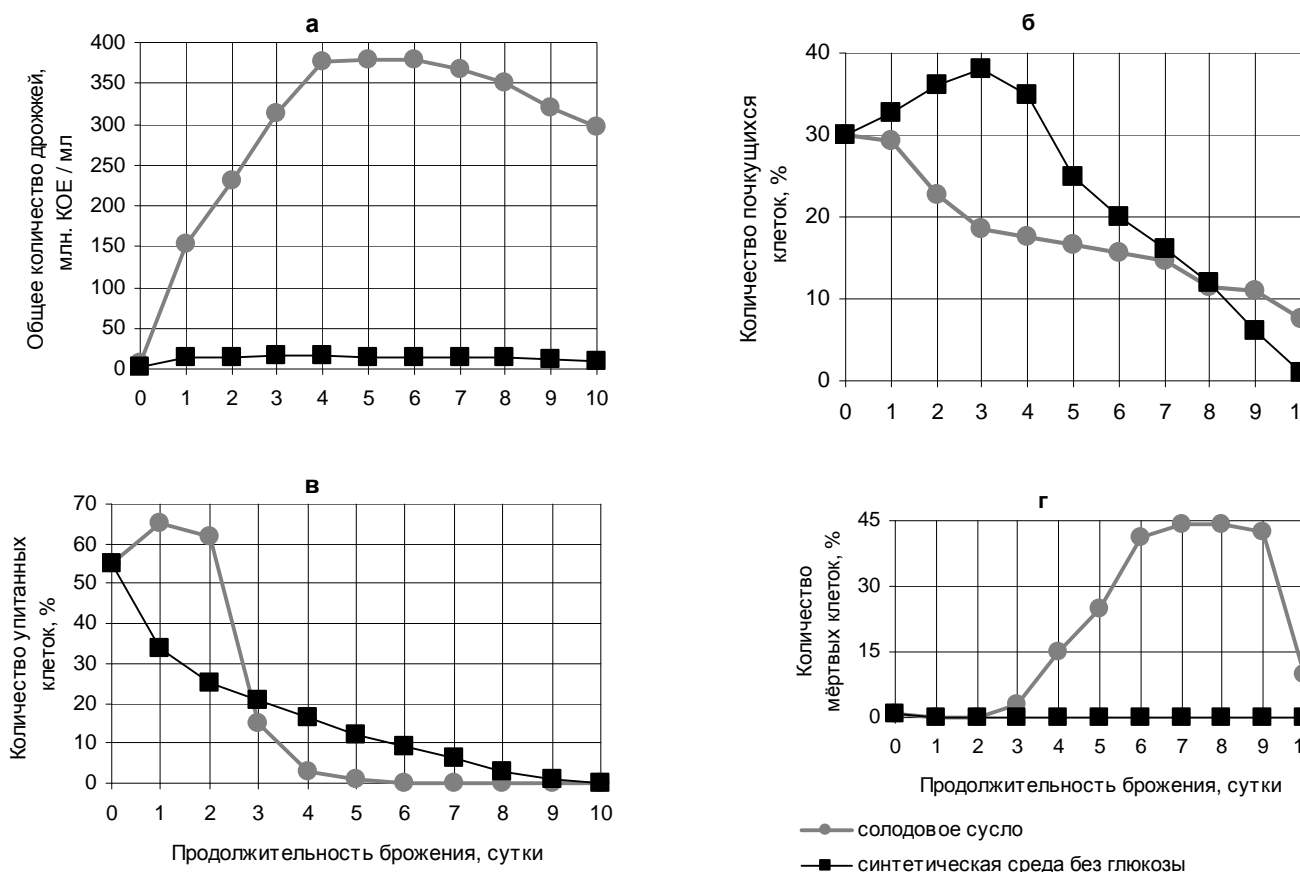 а
Общее количество дрожжей,
млн. КОЕ / мл
400
350
300
250
200
150
100
50
0
0 1 2 3 4 5 6 7 8 9 10
б
Количество почкущихся
клеток, %
40
30
20
10
0
0 1 2 3 4 5 6 7 8 9 1
в
Количество упитанных
клеток, %
70
60
50
40
30
20
10
0
0 1 2 3 4 5 6 7 8 9 10
Продолжительность брожения, сутки
г
Количество
мёртвых клеток, %
45
30
15
0
0 1 2 3 4 5 6 7 8 9 1
Продолжительность брожения, сутки
солодовое сусло
синтетическая среда без глюкозы